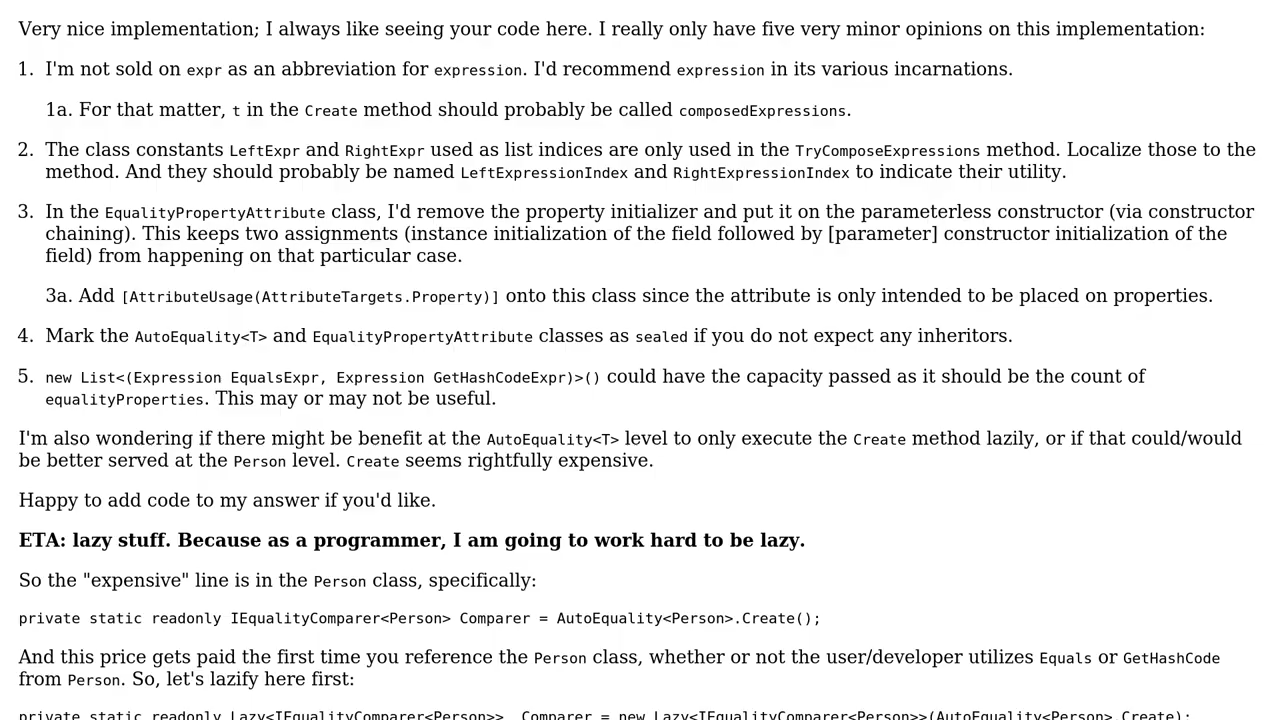 Very nice implementation; I always like seeing your code here. I really only have five very minor opinions on this implementation:
1. I'm not sold on expr as an abbreviation for expression. I'd recommend expression in its various incarnations.
1a. For that matter, t in the Create method should probably be called composedExpressions.
2. The class constants LeftExpr and RightExpr used as list indices are only used in the TryComposeExpressions method. Localize those to the
method. And they should probably be named LeftExpressionIndex and RightExpressionIndex to indicate their utility.
3. In the EqualityPropertyAttribute class, I'd remove the property initializer and put it on the parameterless constructor (via constructor
chaining). This keeps two assignments (instance initialization of the field followed by [parameter] constructor initialization of the
field) from happening on that particular case.
3a. Add [AttributeUsage(AttributeTargets.Property)] onto this class since the attribute is only intended to be placed on properties.
4. Mark the AutoEquality<T> and EqualityPropertyAttribute classes as sealed if you do not expect any inheritors.
5. new List<(Expression EqualsExpr, Expression GetHashCodeExpr)>() could have the capacity passed as it should be the count of
equalityProperties. This may or may not be useful.
I'm also wondering if there might be benefit at the AutoEquality<T> level to only execute the Create method lazily, or if that could/would
be better served at the Person level. Create seems rightfully expensive.
Happy to add code to my answer if you'd like.
ETA: lazy stuff. Because as a programmer, I am going to work hard to be lazy.
So the "expensive" line is in the Person class, specifically:
private static readonly IEqualityComparer<Person> Comparer = AutoEquality<Person>.Create();
And this price gets paid the first time you reference the Person class, whether or not the user/developer utilizes Equals or GetHashCode
from Person. So, let's lazify here first:
private static readonly Lazy<IEqualityComparer<Person>> _Comparer = new Lazy<IEqualityComparer<Person>>(AutoEquality<Person>.Create);